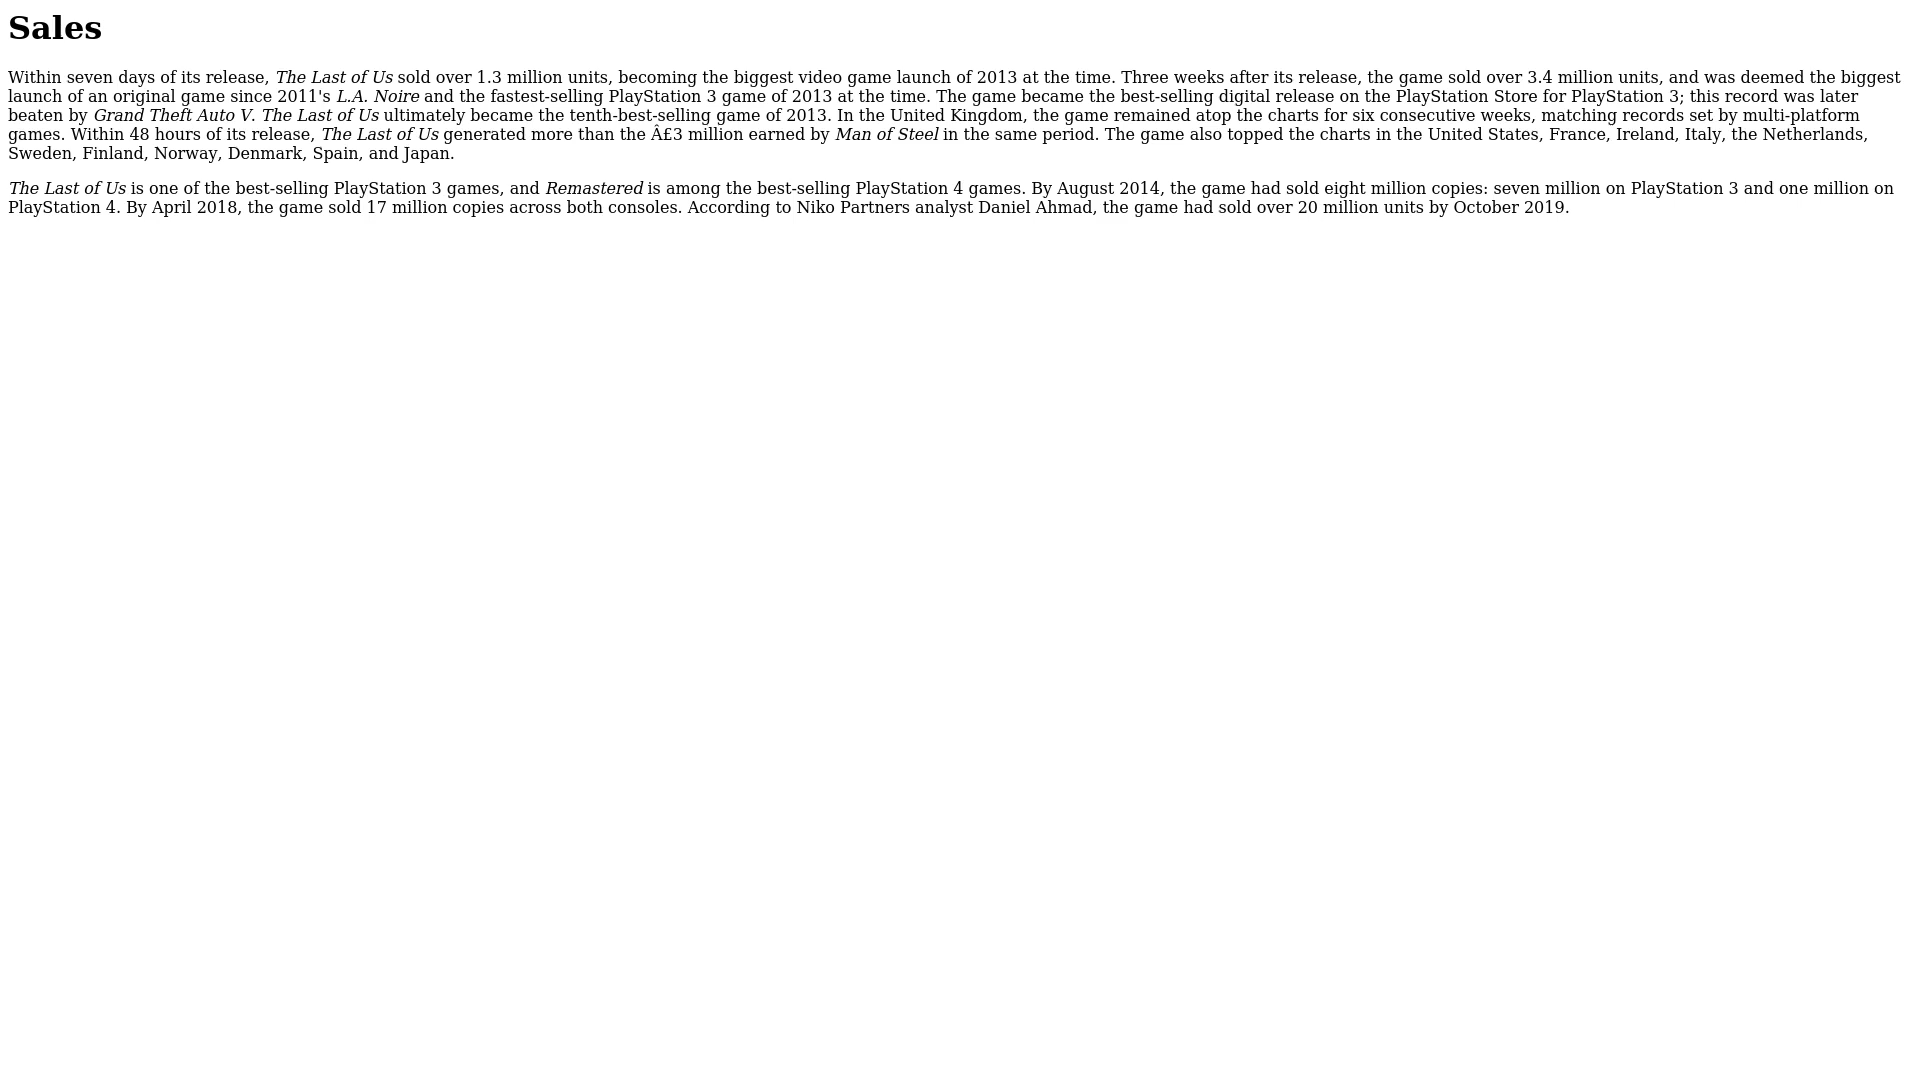 Sales
Within seven days of its release, The Last of Us sold over 1.3 million units, becoming the biggest video game launch of 2013 at the time. Three weeks after its release, the game sold over 3.4 million units, and was deemed the biggest
launch of an original game since 2011's L.A. Noire and the fastest-selling PlayStation 3 game of 2013 at the time. The game became the best-selling digital release on the PlayStation Store for PlayStation 3; this record was later
beaten by Grand Theft Auto V. The Last of Us ultimately became the tenth-best-selling game of 2013. In the United Kingdom, the game remained atop the charts for six consecutive weeks, matching records set by multi-platform
games. Within 48 hours of its release, The Last of Us generated more than the Â£3 million earned by Man of Steel in the same period. The game also topped the charts in the United States, France, Ireland, Italy, the Netherlands,
Sweden, Finland, Norway, Denmark, Spain, and Japan.
The Last of Us is one of the best-selling PlayStation 3 games, and Remastered is among the best-selling PlayStation 4 games. By August 2014, the game had sold eight million copies: seven million on PlayStation 3 and one million on
PlayStation 4. By April 2018, the game sold 17 million copies across both consoles. According to Niko Partners analyst Daniel Ahmad, the game had sold over 20 million units by October 2019.